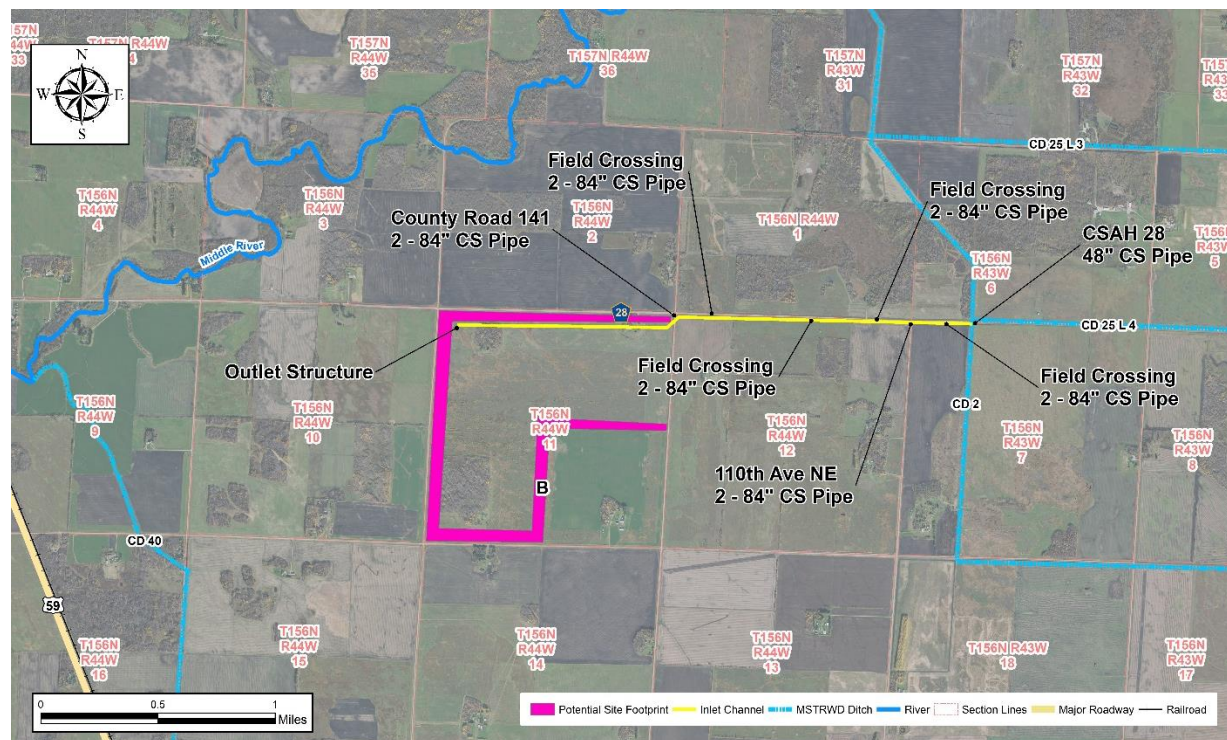 T157N
R44W
33
T157N R44W
4
T157N
R44W
35
T157N R44W
36
T157N
R43W
31
T157N
R43W
32
T157N
R43W
33
N
W E
S
CD 25 L 3
Field Crossing
2 - 84" CS Pipe
Field Crossing
2 - 84" CS Pipe
T156N
R44W
4
T156N
R44W
3
County Road 141
2 - 84" CS Pipe
T156N
R44W
2
T156N R44W
1
CSAH 28
48" CS Pipe
T156N
R43W
5
Middle River
T156N
R43W
6
28
CD 25 L 4
Outlet Structure
Field Crossing
2 - 84" CS Pipe
Field Crossing
2 - 84" CS Pipe
T156N
R44W
9
T156N
R44W
10
T156N
R44W
11
T156N
R44W
12
CD 2
T156N
R43W
7
T156N
R43W
8
110th Ave NE
2 - 84" CS Pipe
B
CD 40
59
T156N
R44W
16
T156N
R44W
15
T156N
R44W
14
T156N
R44W
13
T156N R43W
18
T156N
R43W
17
0 0.5 1
Miles
Potential Site Footprint Inlet Channel MSTRWD Ditch River Section Lines Major Roadway Railroad